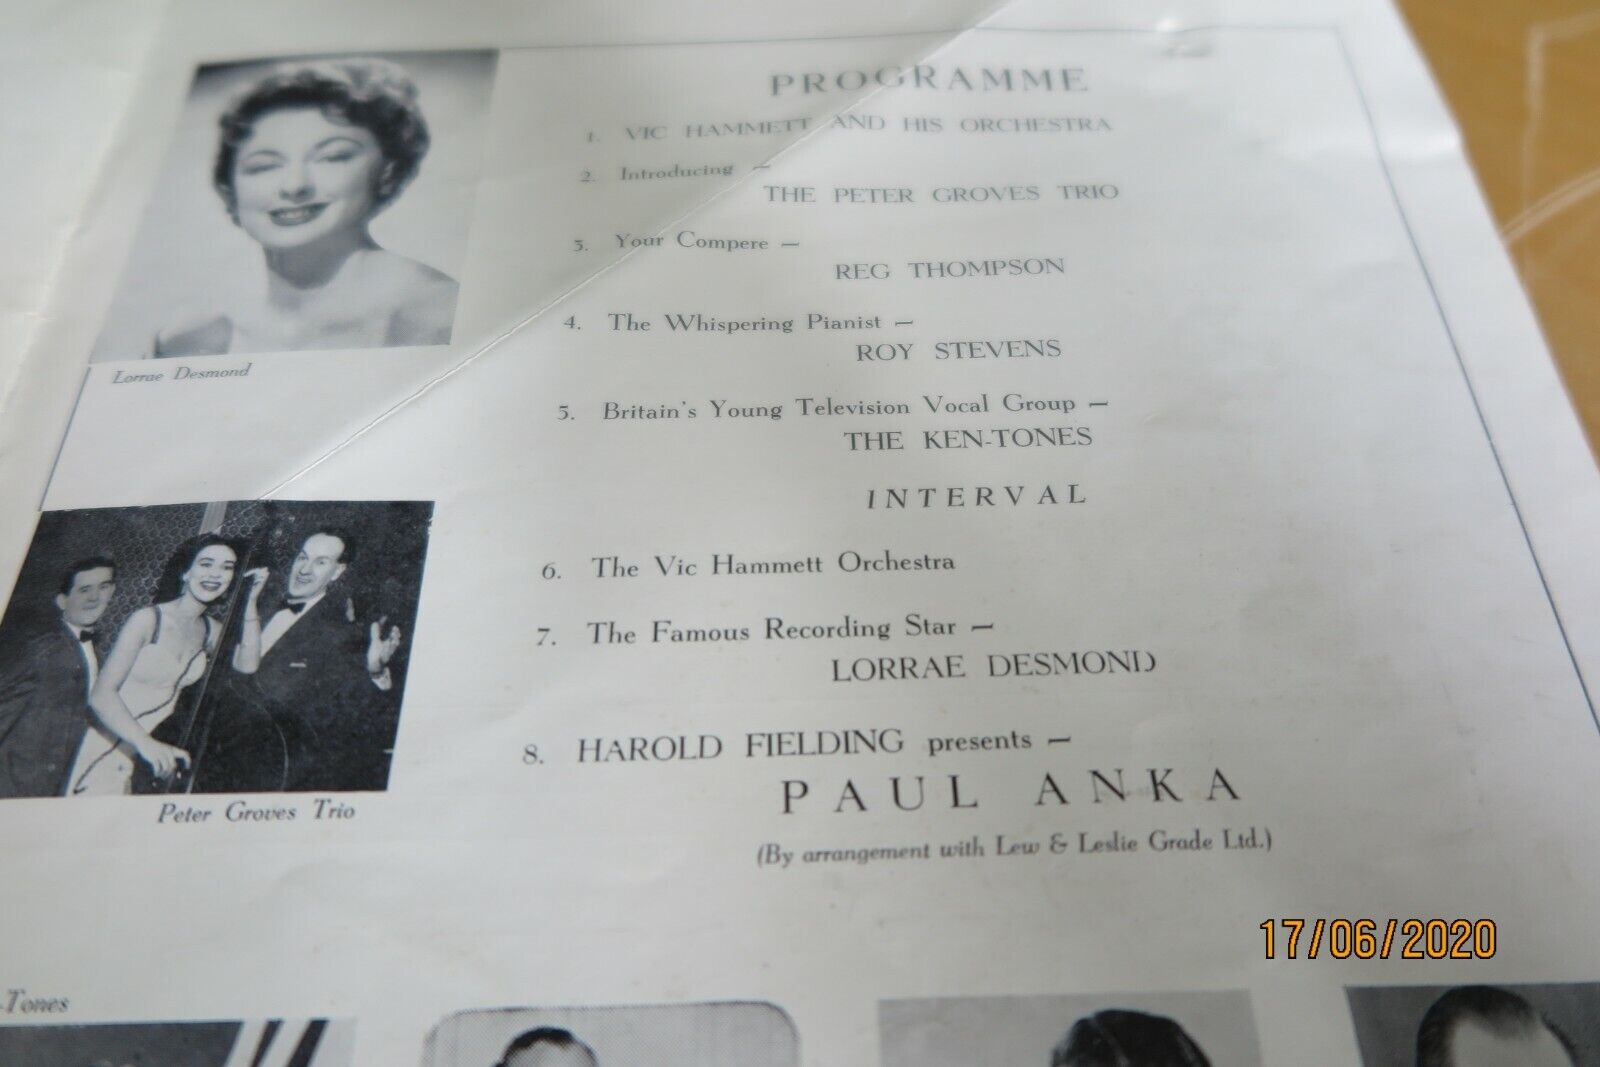 PROGRAMME
1. VIC HAMMETT AND HIS ORCHESTRA
2. Introducing —
THE PETER GROVES TRIO
3. Your Compere —
REG THOMPSON
4. The Whispering Pianist —
ROY STEVENS
5. Britain's Young Television Vocal Group —
THE KEN-TONES
INTERVAL
6. The Vic Hammett Orchestra
7. The Famous Recording Star —
LORRAE DESMOND
8. HAROLD FIELDING presents —
PAUL ANKA
(By arrangement with Lew & Leslie Grade Ltd.)
Lorrae Desmond
Peter Groves Trio
-Tones
17/06/2020